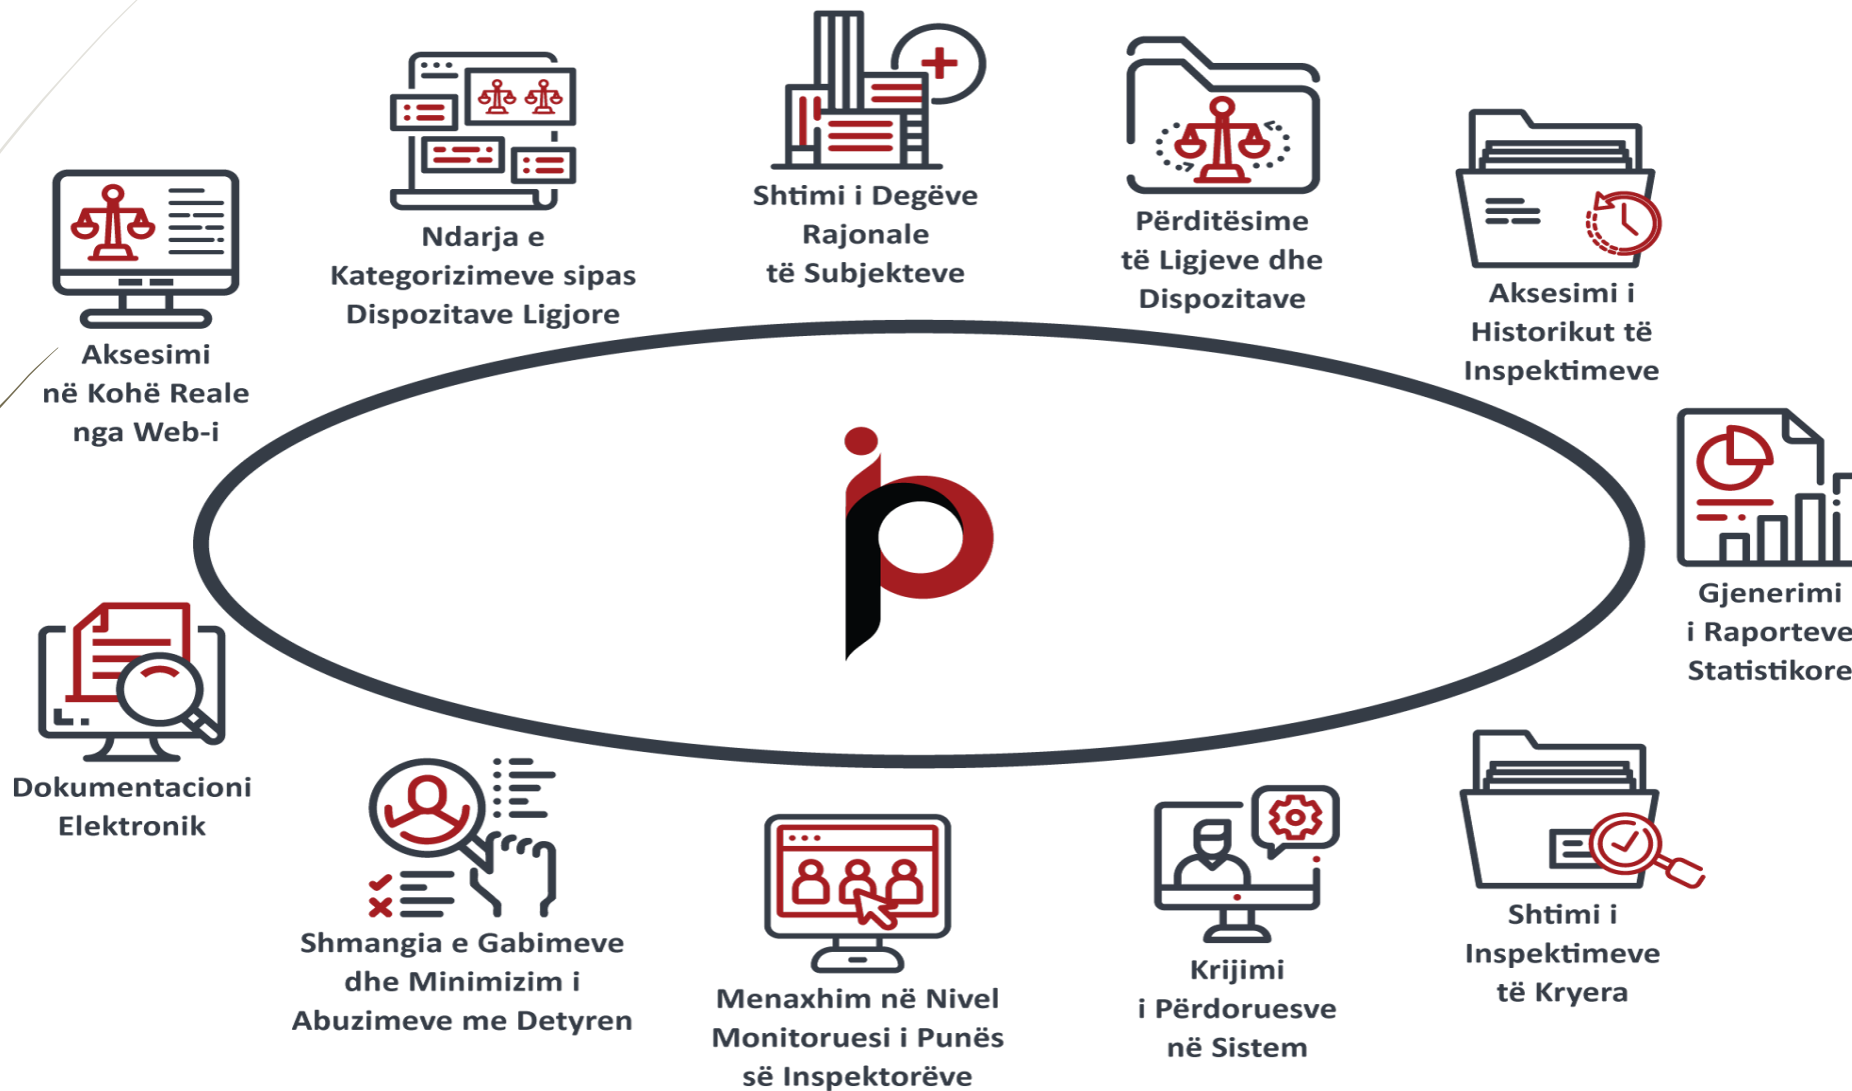 Aksesimi
në Kohë Reale
nga Web-i
Ndarja e
Kategorizimeve sipas
Dispozitave Ligjore
Shtimi i Degëve
Rajonale
të Subjekteve
Përditësime
të Ligjeve dhe
Dispozitave
Aksesimi i
Historikut të
Inspektimeve
Gjenerimi
i Raporteve
Statistikore
ip
Dokumentacioni
Elektronik
Shmangia e Gabimeve
dhe Minimizim i
Abuzimeve me Detyren
Menaxhim në Nivel
Monitoruesi i Punës
së Inspektorëve
Krijimi
i Përdoruesve
në Sistem
Shtimi i
Inspektimeve
të Kryera